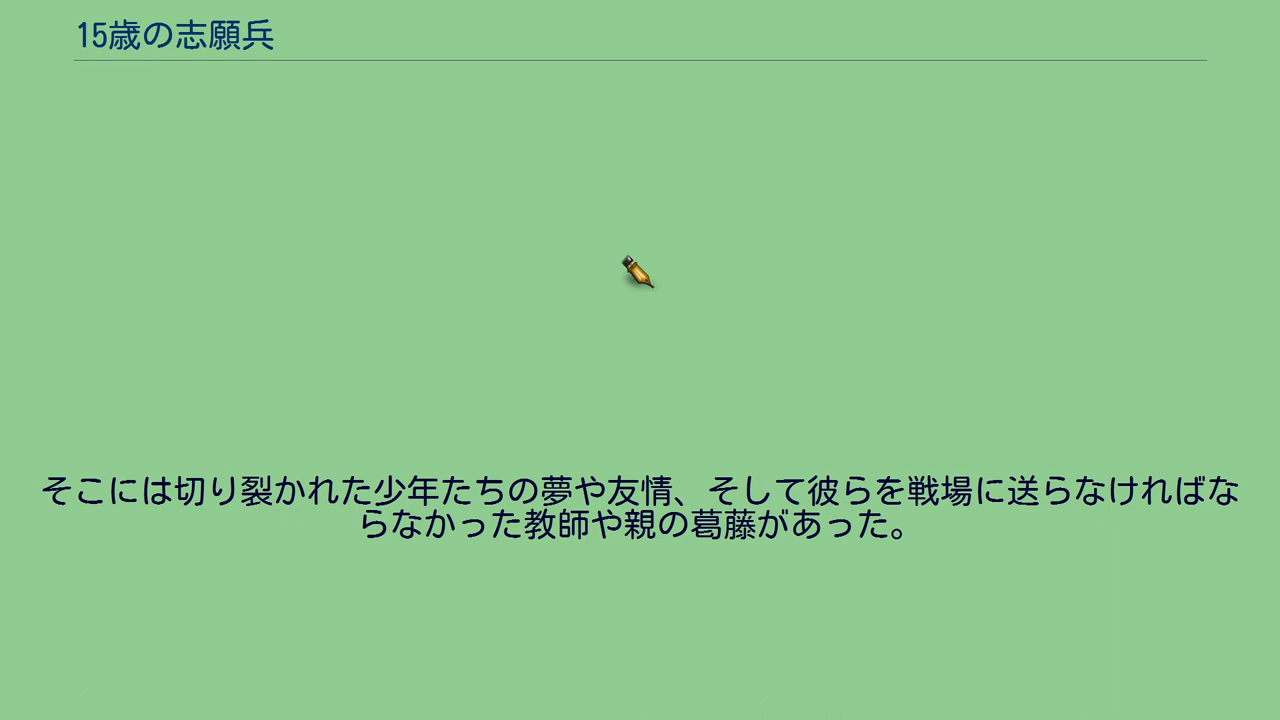 15歳の志願兵
そこには切り裂かれた少年たちの夢や友情、そして彼らを戦場に送らなければな
らなかった教師や親の葛藤があった。